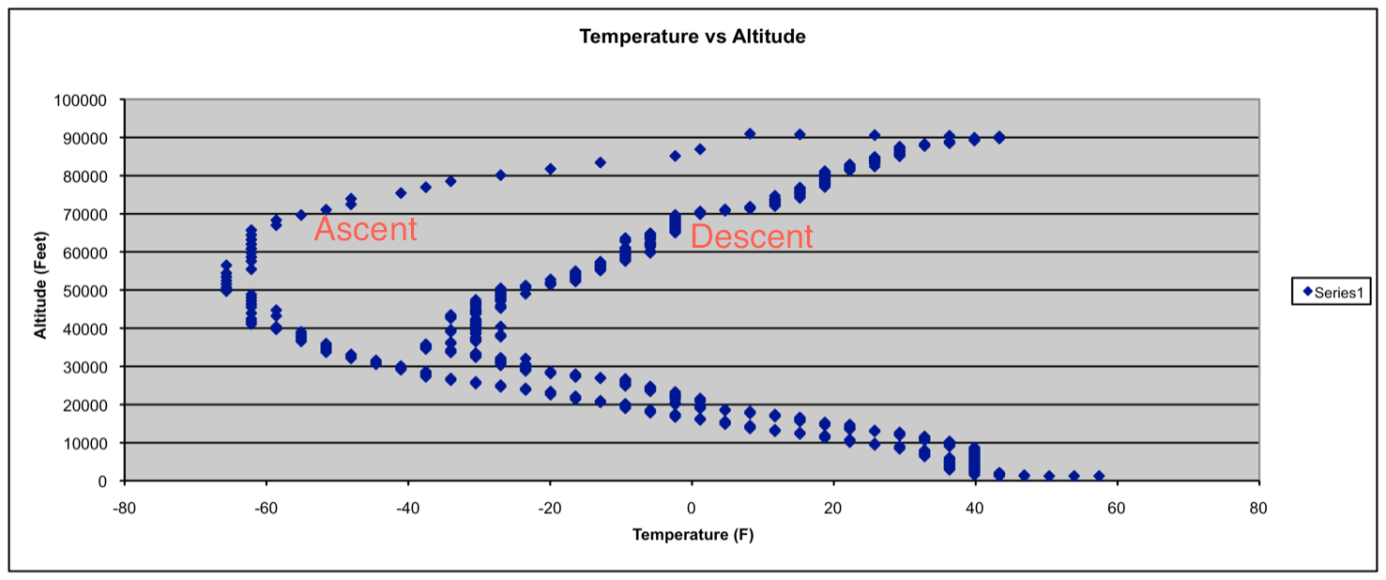 Temperature vs Altitude
100000
90000
80000
70000
60000
50000
40000
30000
20000
10000
0
Altitude (Feet)
Ascent
Descent
Series1
-80 -60 -40 -20 0 20 40 60 80
Temperature (F)